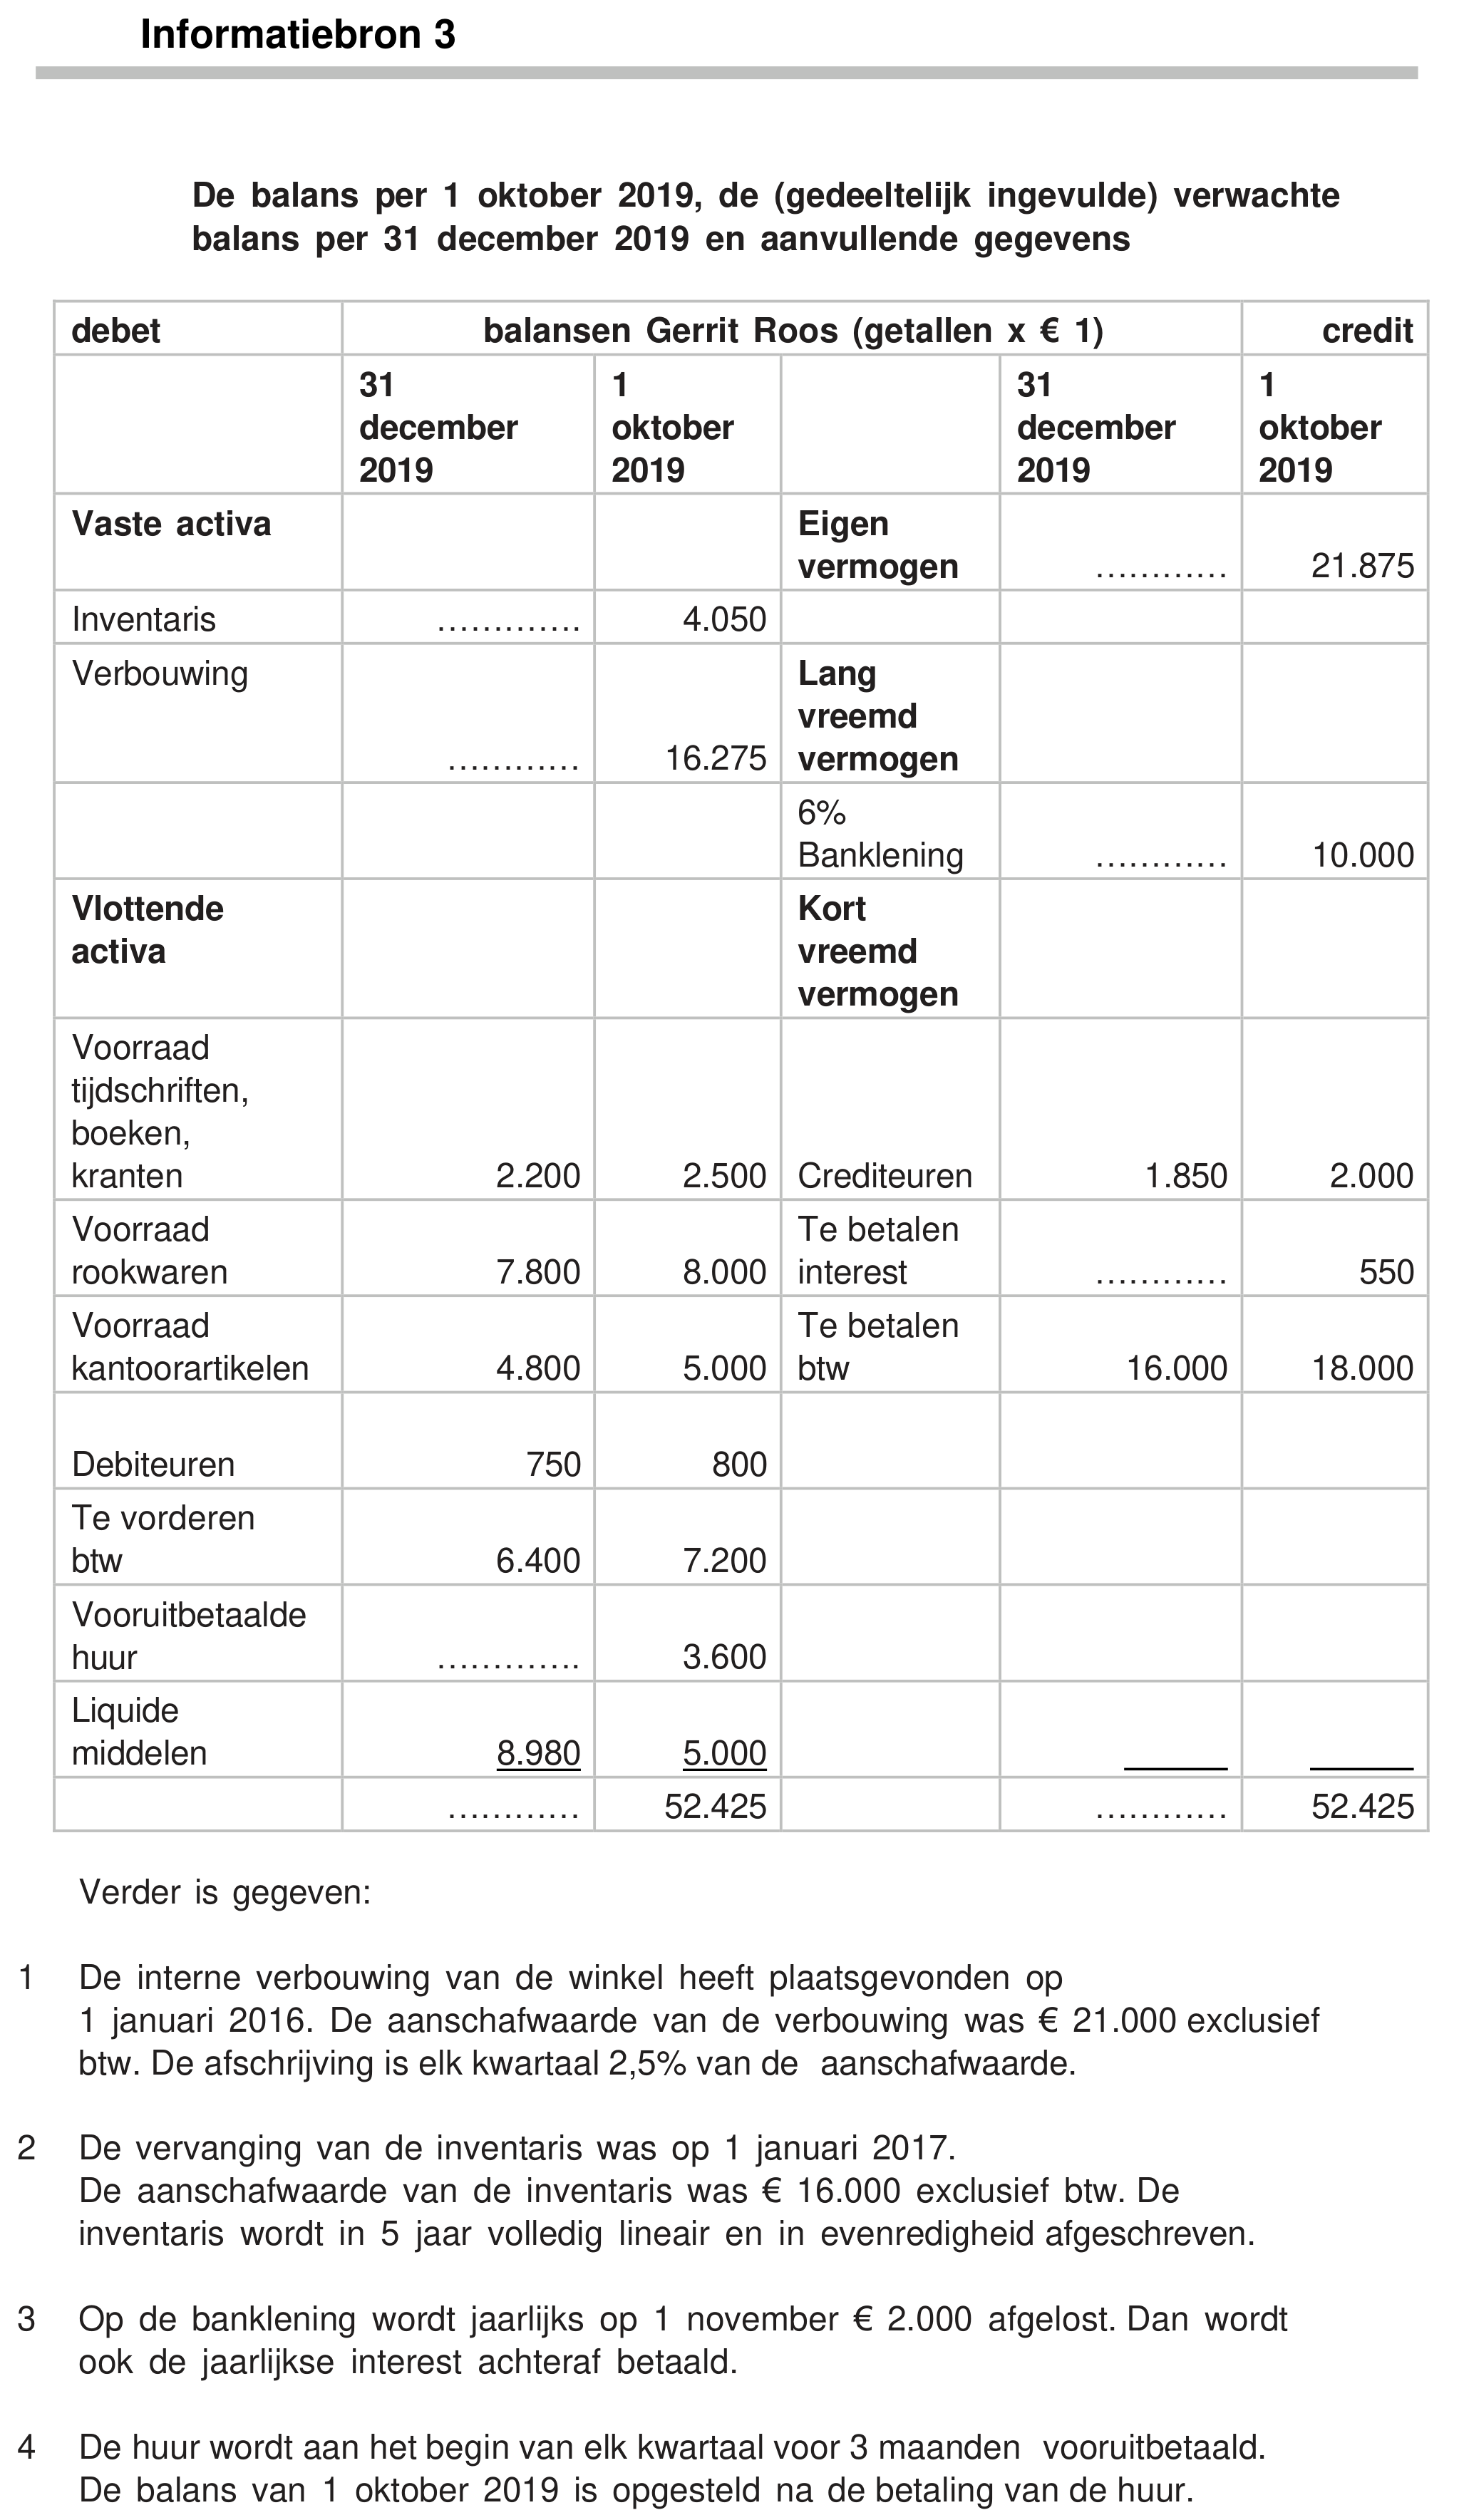 Informatiebron 3
De balans per 1 oktober 2019, de (gedeeltelijk ingevulde) verwachte
balans per 31 december 2019 en aanvullende gegevens
debet balansen Gerrit Roos (getallen x € 1) credit
31 december 2019 1 oktober 2019 31 december 2019 1 oktober 2019
Vaste activa Eigen vermogen ………… 21.875
Inventaris …………. 4.050
Verbouwing ………… 16.275 Lang vreemd vermogen
6% Banklening ………… 10.000
Vlottende activa Kort vreemd vermogen
Voorraad tijdschriften, boeken, kranten 2.200 2.500 Crediteuren 1.850 2.000
Voorraad rookwaren 7.800 8.000 Te betalen interest ………… 550
Voorraad kantoorartikelen 4.800 5.000 Te betalen btw 16.000 18.000
Debiteuren 750 800
Te vorderen btw 6.400 7.200
Vooruitbetaalde huur …………. 3.600
Liquide middelen 8.980 5.000
………… 52.425 ………… 52.425
Verder is gegeven:
1 De interne verbouwing van de winkel heeft plaatsgevonden op
1 januari 2016. De aanschafwaarde van de verbouwing was € 21.000 exclusief
btw. De afschrijving is elk kwartaal 2,5% van de aanschafwaarde.
2 De vervanging van de inventaris was op 1 januari 2017.
De aanschafwaarde van de inventaris was € 16.000 exclusief btw. De
inventaris wordt in 5 jaar volledig lineair en in evenredigheid afgeschreven.
3 Op de banklening wordt jaarlijks op 1 november € 2.000 afgelost. Dan wordt
ook de jaarlijkse interest achteraf betaald.
4 De huur wordt aan het begin van elk kwartaal voor 3 maanden vooruitbetaald.
De balans van 1 oktober 2019 is opgesteld na de betaling van de huur.